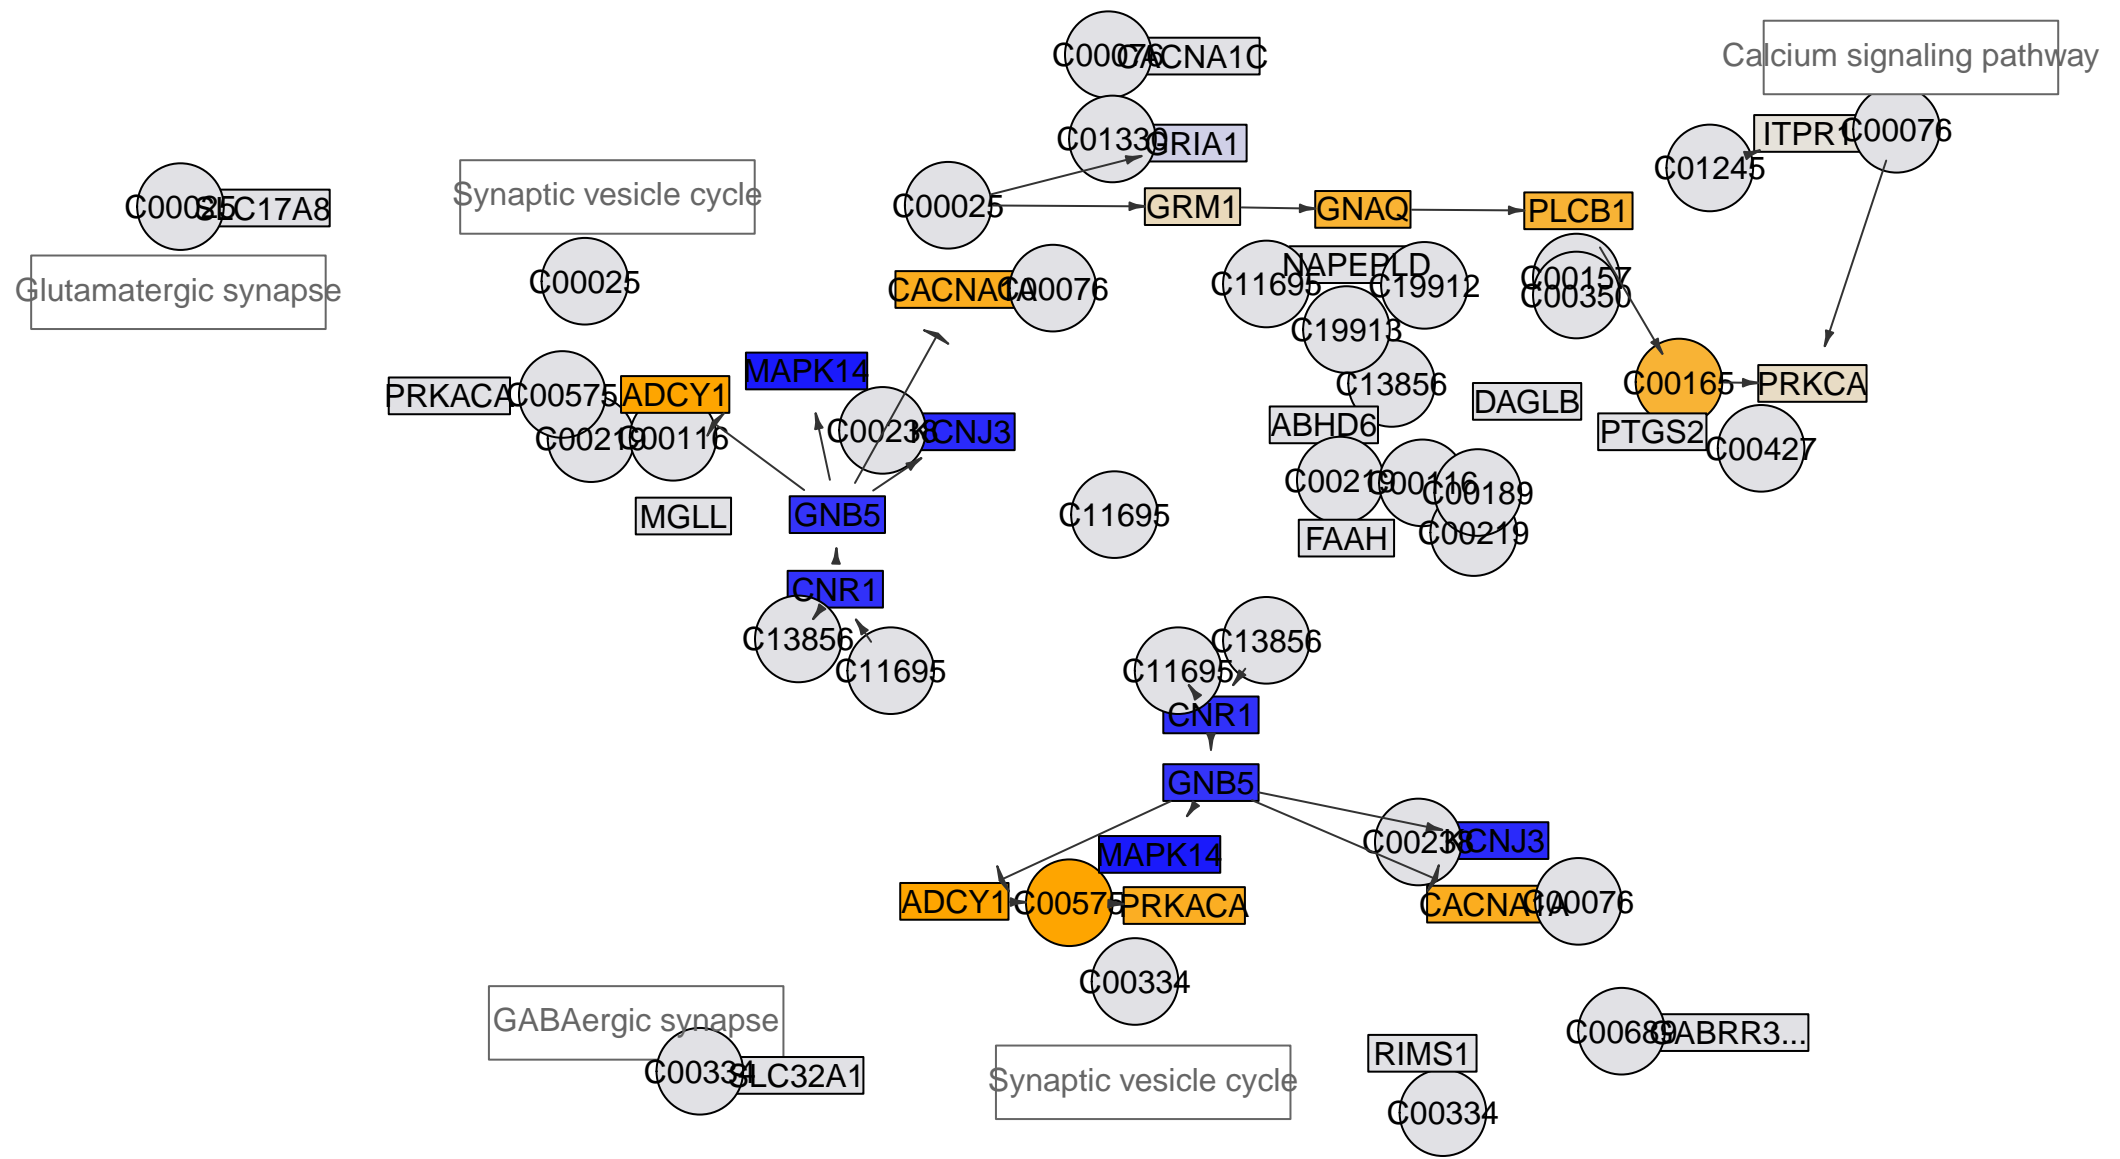 C00076
CACNA1C
Calcium signaling pathway
C01330
GRIA1
ITPR1
C00076
C01245
C00025
SLC17A8
Synaptic vesicle cycle
C00025
GRM1
GNAQ
PLCB1
Glutamatergic synapse
C00025
CACNA1A
C00076
NAPEPLD
C11695
C19912
C00157
C00350
C19913
MAPK14
PRKACA
C00575
ADCY1
C13856
C00165
PRKCA
DAGLB
C00219
C00116
C00238
KCNJ3
ABHD6
PTGS2
C00427
MGLL
GNB5
C11695
C00219
C00116
C00189
FAAH
C00219
CNR1
C13856
C11695
C11695
C13856
CNR1
GNB5
MAPK14
C00238
KCNJ3
ADCY1
C00575
PRKACA
CACNA1A
C00076
C00334
GABAergic synapse
C00334
SLC32A1
Synaptic vesicle cycle
RIMS1
C00334
C00689
GABRR3...